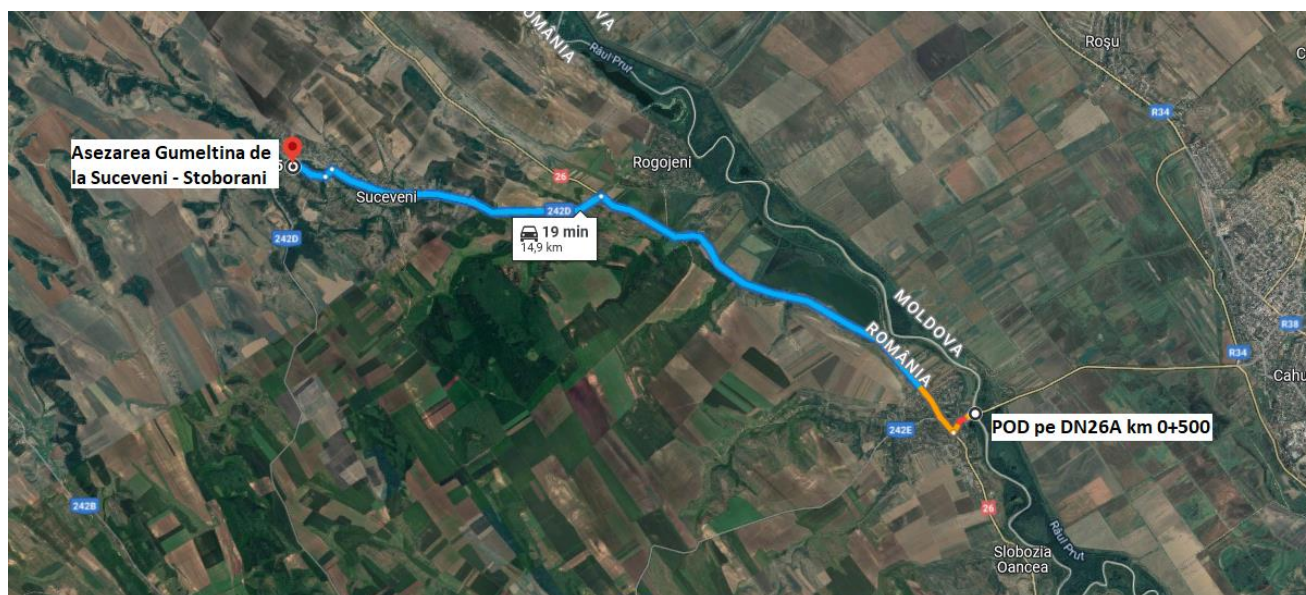 MOLDOVA
ROMÂNIA
Râul Prut
Roșu
R34
Asezarea Gumeltina de
la Suceveni - Stoborani
Rogojeni
26
Suceveni
242D
242D
19 min
14,9 km
MOLDOVA
ROMÂNIA
R38
R34
Cahu
POD pe DN26A km 0+500
242E
242B
26
Slobozia
Oancea
Râul Prut